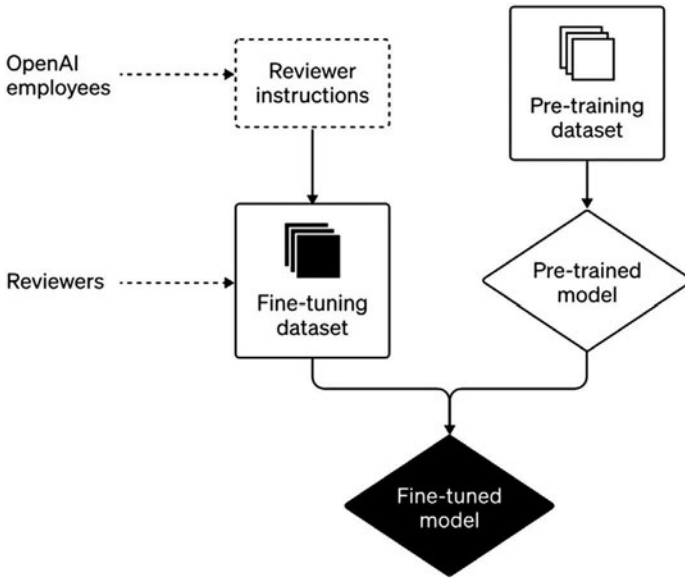 OpenAI
employees
Reviewer
instructions
Pre-training
dataset
Reviewers
Fine-tuning
dataset
Pre-trained
model
Fine-tuned
model